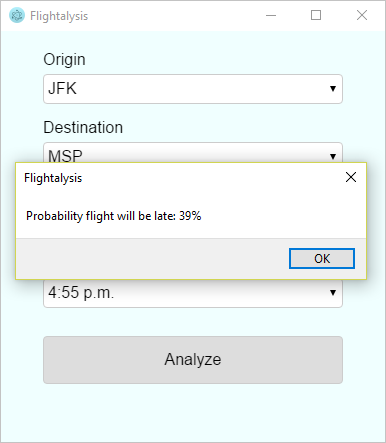 Flightalysis
Origin
JFK
Destination
MSP
Flightalysis
Probability flight will be late: 39%
OK
4:55 p.m.
Analyze